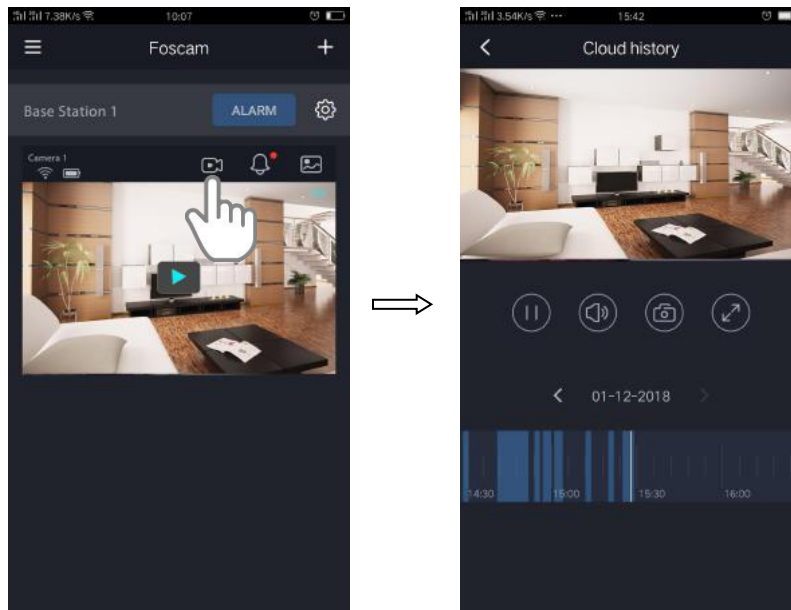 7.38K/s 10:07
Foscam
Base Station 1 ALARM
Camera 1
3.54K/s 15:42
Cloud history
01-12-2018
14:30 15:00 15:30 16:00